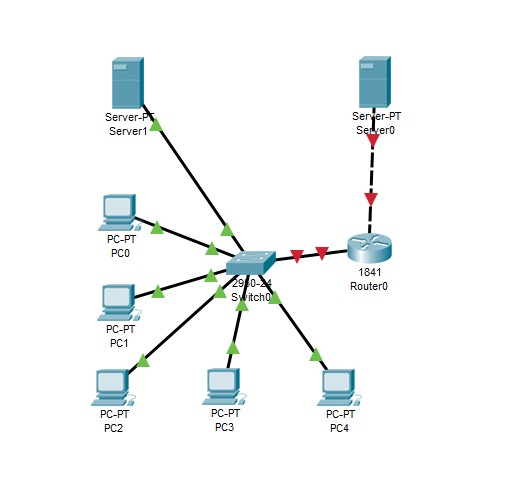 Server-PT
Server1
Server-PT
Server0
PC-PT
PC0
1841
Router0
2950-24
Switch0
PC-PT
PC1
PC-PT
PC2
PC-PT
PC3
PC-PT
PC4